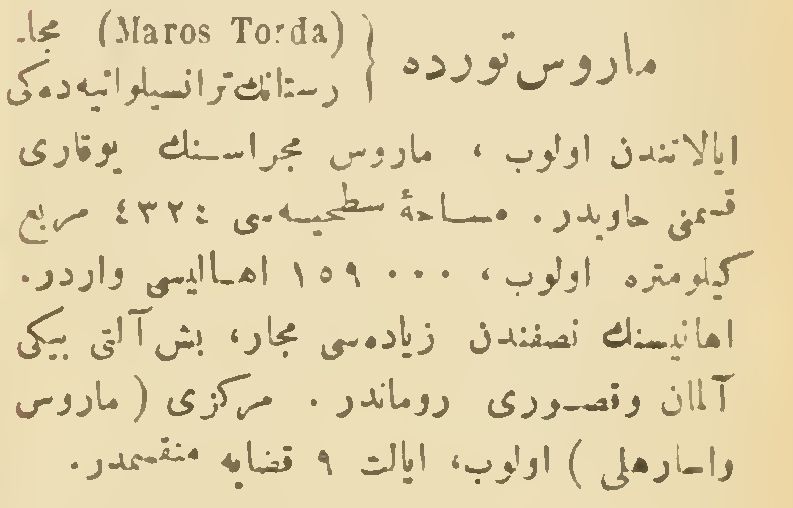 ماروس تورده } (Maros Torda) مجا-
رستانك ترانسيلوانيه‌ده‌كى
ايالاتندن اولوب ، ماروس مجراسنك يوقارى
قسمنى حاويدر . مساحهٔ سطحيه‌سى ٤٣٢٤ مربع
كيلومتره اولوب ، ١٥٩٠٠٠ اهاليسى واردر.
اهاليسنك نصفندن زياده‌سى مجار، بش آلتى بيكى
آلمان وقصورى روماندر . مركزى ( ماروس
واسارهلى ) اولوب، ايالت ٩ قضايه منقسمدر.